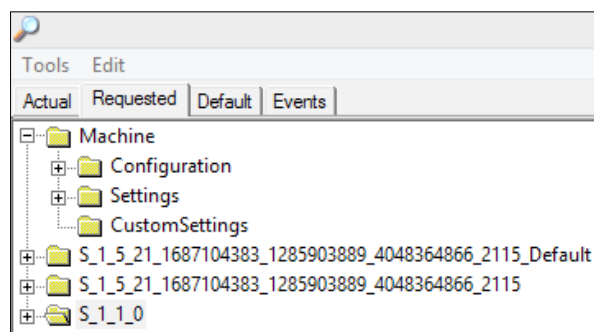 Tools Edit
Actual Requested Default Events
Machine
Configuration
Settings
CustomSettings
S_1_5_21_1687104383_1285903889_4048364866_2115_Default
S_1_5_21_1687104383_1285903889_4048364866_2115
S_1_1_0